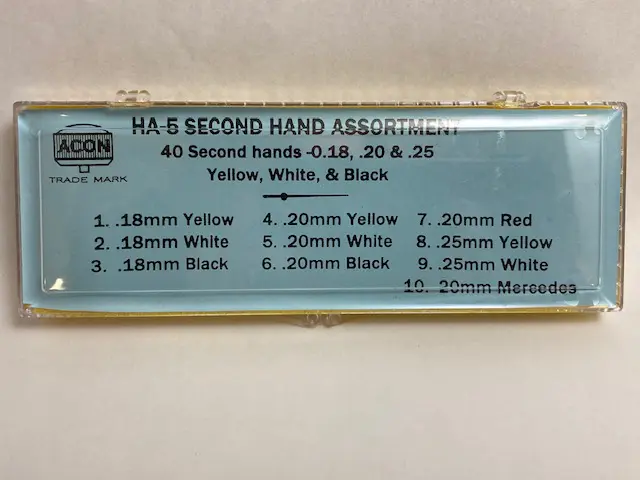 HA-5 SECOND HAND ASSORTMENT
ACON
TRADE MARK
40 Second hands -0.18, .20 & .25
Yellow, White, & Black
1. .18mm Yellow 4. .20mm Yellow 7. .20mm Red
2. .18mm White 5. .20mm White 8. .25mm Yellow
3. .18mm Black 6. .20mm Black 9. .25mm White
10. .20mm Mercedes